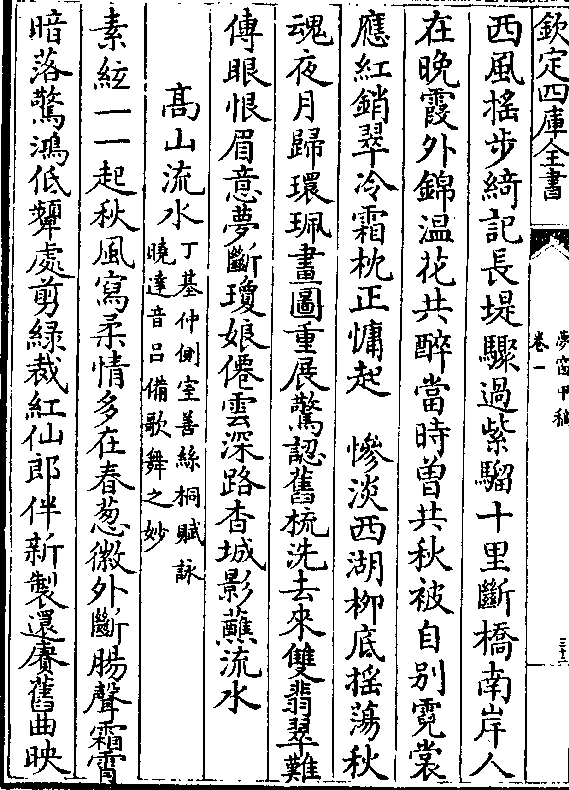 欽定四庫全書
夢窗甲稿
卷一
三十三
西風搖步綺記長堤驟過紫騮十里斷橋南岸人
在晚霞外錦温花共醉當時曾共秋被自别霓裳
應紅銷翠冷霜枕正慵起　慘淡西湖柳底搖蕩秋
魂夜月歸環珮畫圖重展驚認舊梳洗去來雙翡翠難
傳眼恨眉意夢斷瓊娘僊雲深路杳城影蘸流水
高山流水丁基仲側室善絲桐賦詠
曉達音呂備歌舞之妙
素絃一一起秋風寫柔情多在春葱徽外斷腸聲霜霄
暗落驚鴻低顰處剪緑裁紅仙郎伴新製還賡舊曲映